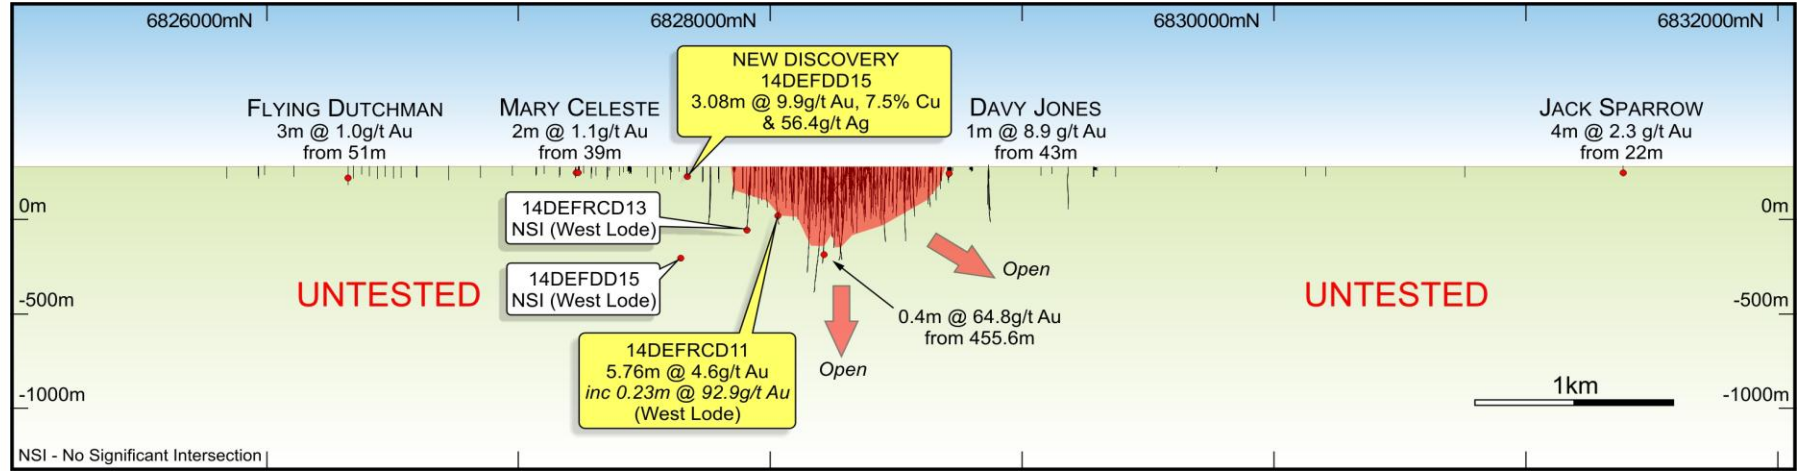 6826000mN
6828000mN
6830000mN
6832000mN
NEW DISCOVERY
14DEFDD15
3.08m @ 9.9g/t Au, 7.5% Cu
& 56.4g/t Ag
FLYING DUTCHMAN
3m @ 1.0g/t Au
from 51m
MARY CELESTE
2m @ 1.1g/t Au
from 39m
DAVY JONES
1m @ 8.9 g/t Au
from 43m
JACK SPARROW
4m @ 2.3 g/t Au
from 22m
0m
0m
14DEFRCD13
NSI (West Lode)
14DEFDD15
NSI (West Lode)
Open
UNTESTED
UNTESTED
-500m
-500m
0.4m @ 64.8g/t Au
from 455.6m
14DEFRCD11
5.76m @ 4.6g/t Au
inc 0.23m @ 92.9g/t Au
(West Lode)
Open
1km
-1000m
-1000m
NSI - No Significant Intersection